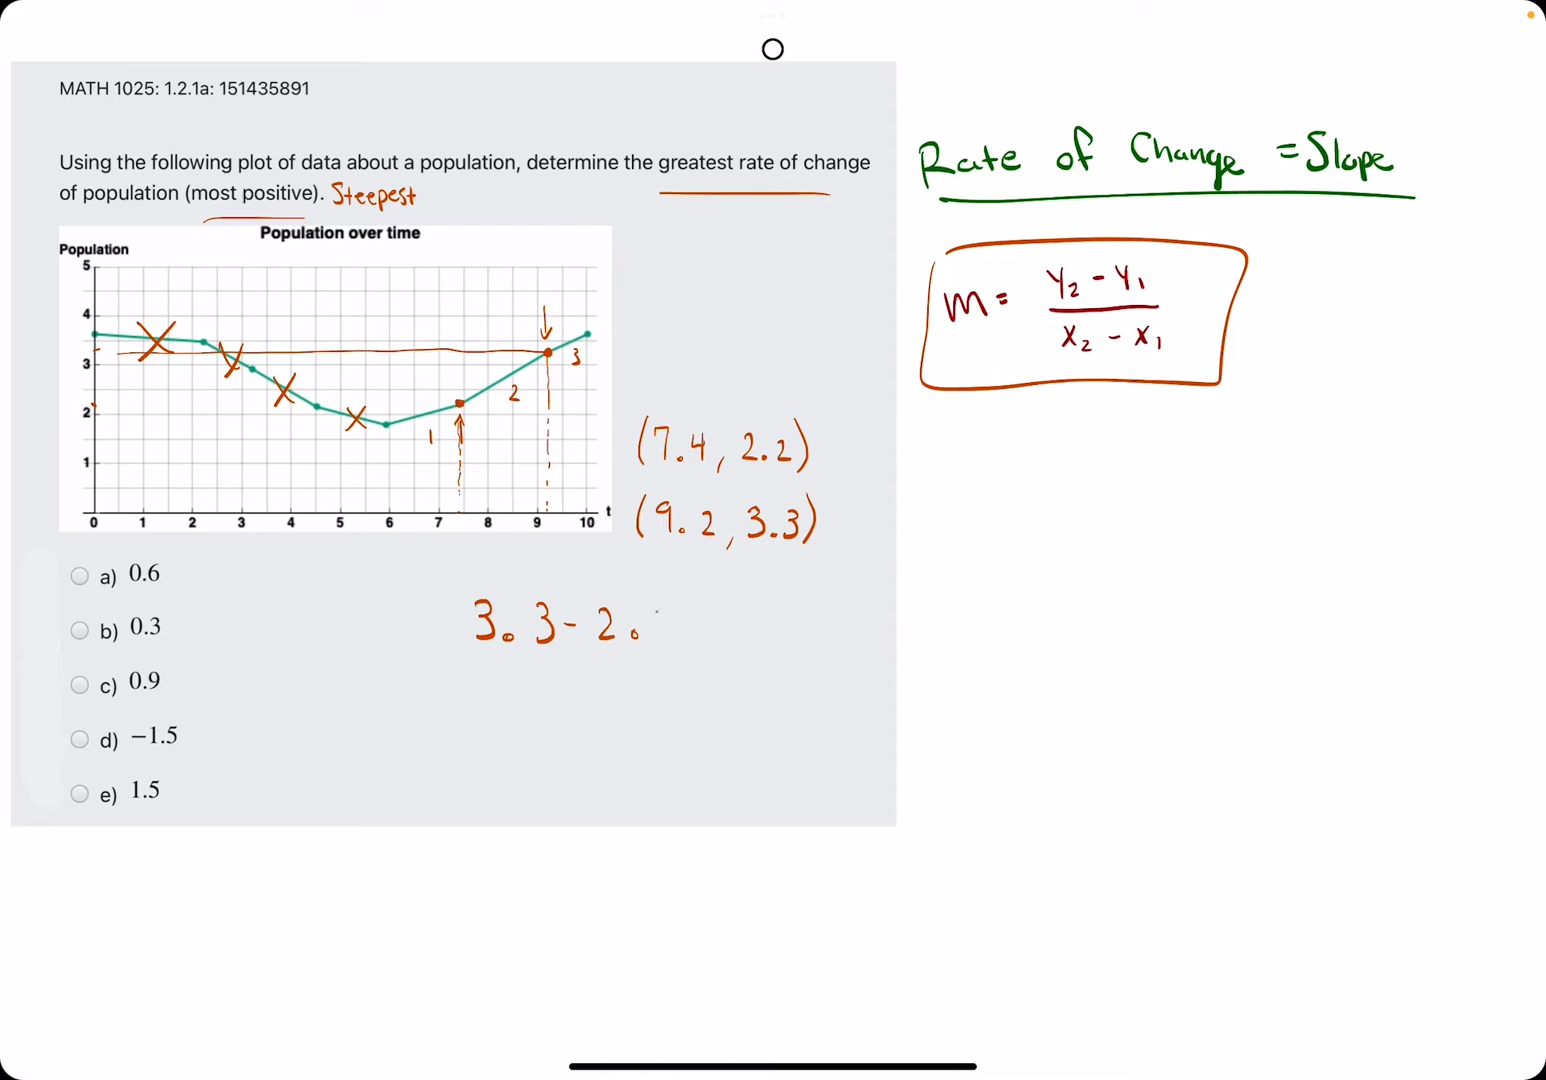 MATH 1025: 1.2.1a: 151435891
Using the following plot of data about a population, determine the greatest rate of change
of population (most positive). Steepest
Population over time
Population
5
4
3
2
1
0 1 2 3 4 5 6 7 8 9 10 t
1
2
3
(7.4, 2.2)
(9.2, 3.3)
3.3-2.
a) 0.6
b) 0.3
c) 0.9
d) −1.5
e) 1.5
Rate of Change = Slope
m = Y₂ - Y₁
X₂ - X₁